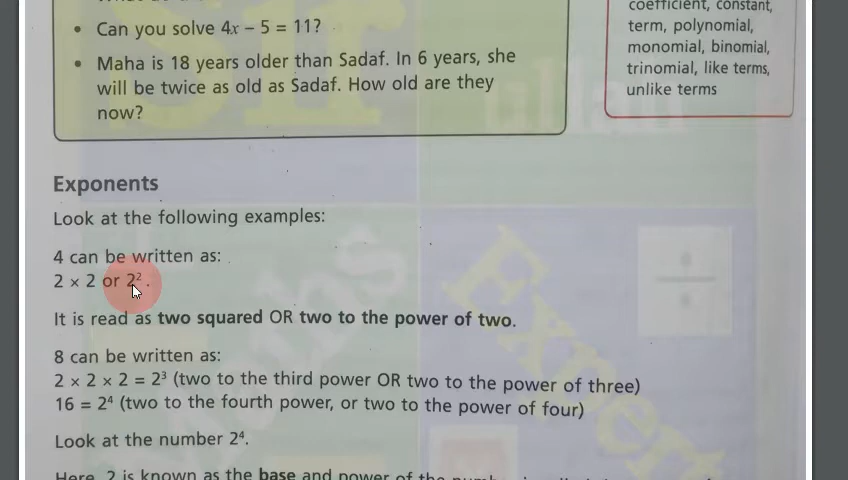 • Can you solve 4x – 5 = 11?
• Maha is 18 years older than Sadaf. In 6 years, she
will be twice as old as Sadaf. How old are they
now?
coefficient, constant,
term, polynomial,
monomial, binomial,
trinomial, like terms,
unlike terms
Exponents
Look at the following examples:
4 can be written as:
2 × 2 or 2².
It is read as two squared OR two to the power of two.
8 can be written as:
2 × 2 × 2 = 2³ (two to the third power OR two to the power of three)
16 = 2⁴ (two to the fourth power, or two to the power of four)
Look at the number 2⁴.
Here, 2 is known as the base and power of the
Sir
Maths
Expert